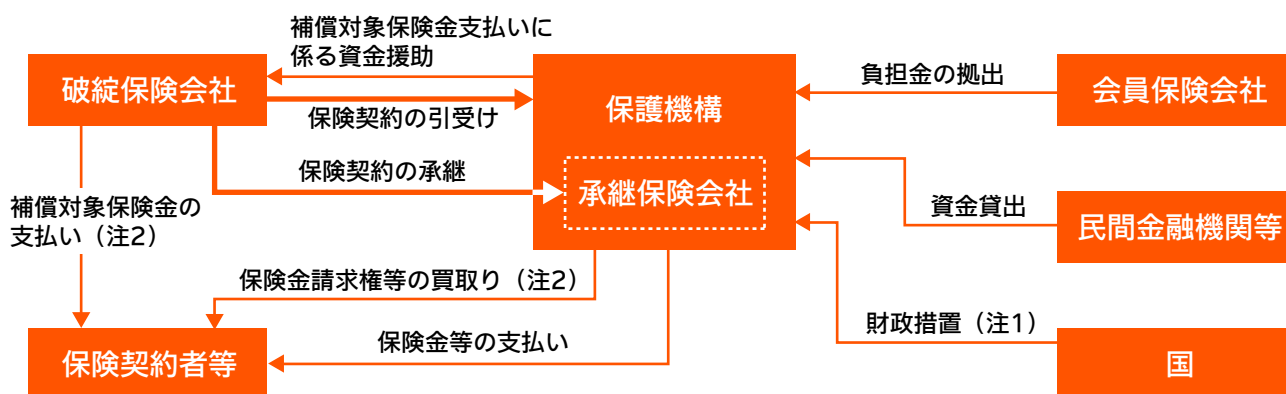 補償対象保険金支払いに
係る資金援助
破綻保険会社
保険契約の引受け
保険契約の承継
保護機構
承継保険会社
負担金の拠出
会員保険会社
資金貸出
民間金融機関等
補償対象保険金の
支払い（注2）
保険金請求権等の買取り（注2）
保険金等の支払い
保険契約者等
財政措置（注1）
国